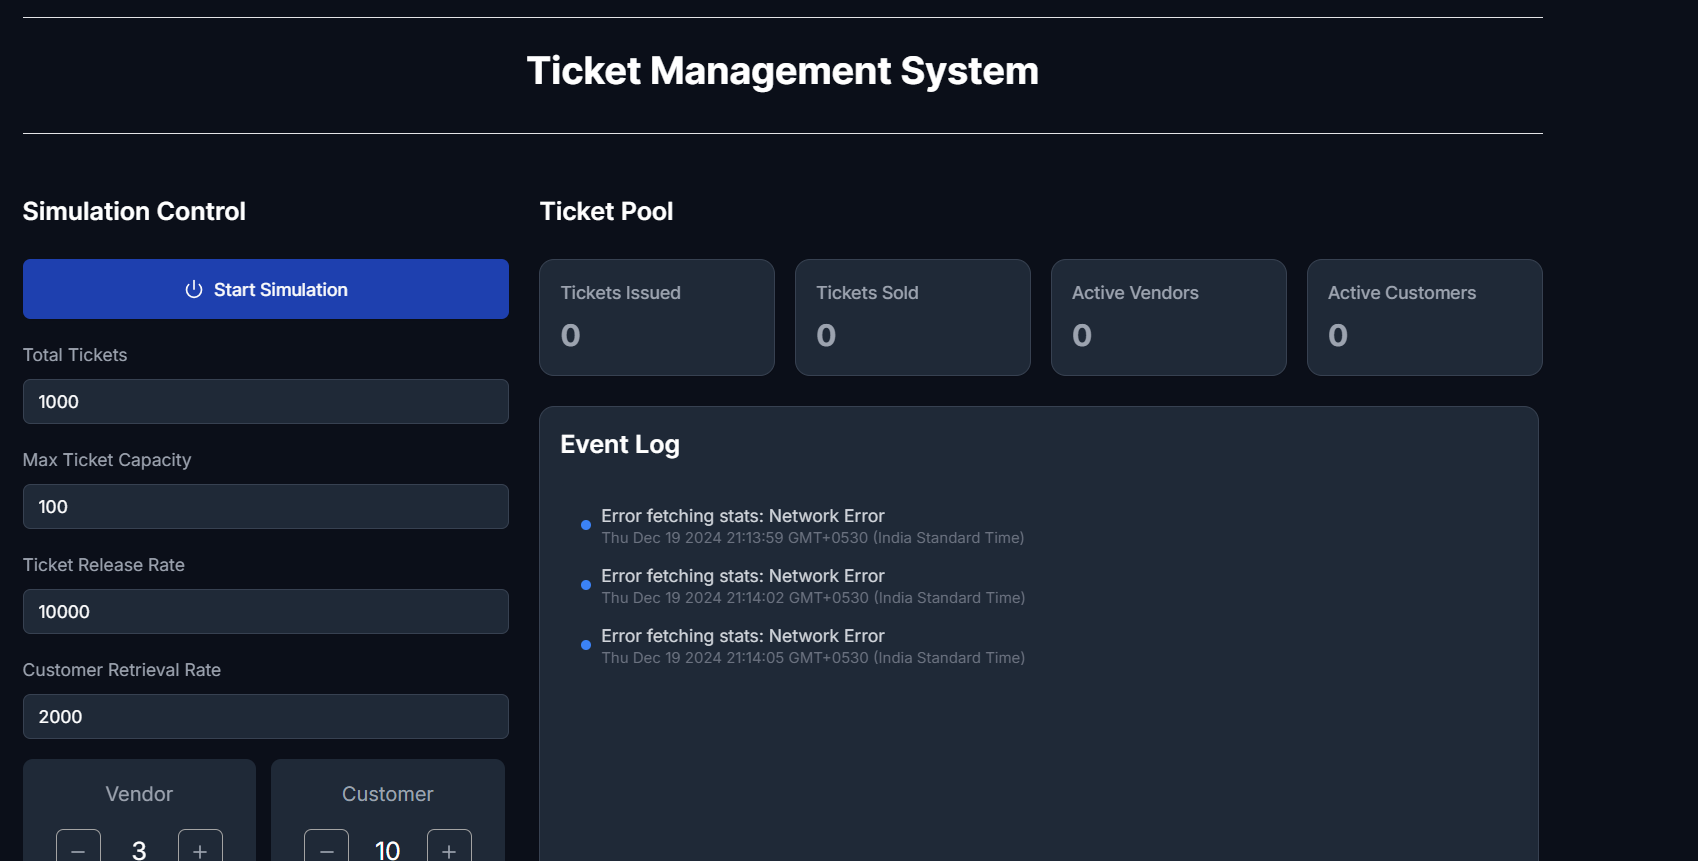 Ticket Management System
Simulation Control
Start Simulation
Total Tickets
1000
Max Ticket Capacity
100
Ticket Release Rate
10000
Customer Retrieval Rate
2000
Vendor
− 3 +
Customer
− 10 +
Ticket Pool
Tickets Issued
0
Tickets Sold
0
Active Vendors
0
Active Customers
0
Event Log
Error fetching stats: Network Error
Thu Dec 19 2024 21:13:59 GMT+0530 (India Standard Time)
Error fetching stats: Network Error
Thu Dec 19 2024 21:14:02 GMT+0530 (India Standard Time)
Error fetching stats: Network Error
Thu Dec 19 2024 21:14:05 GMT+0530 (India Standard Time)